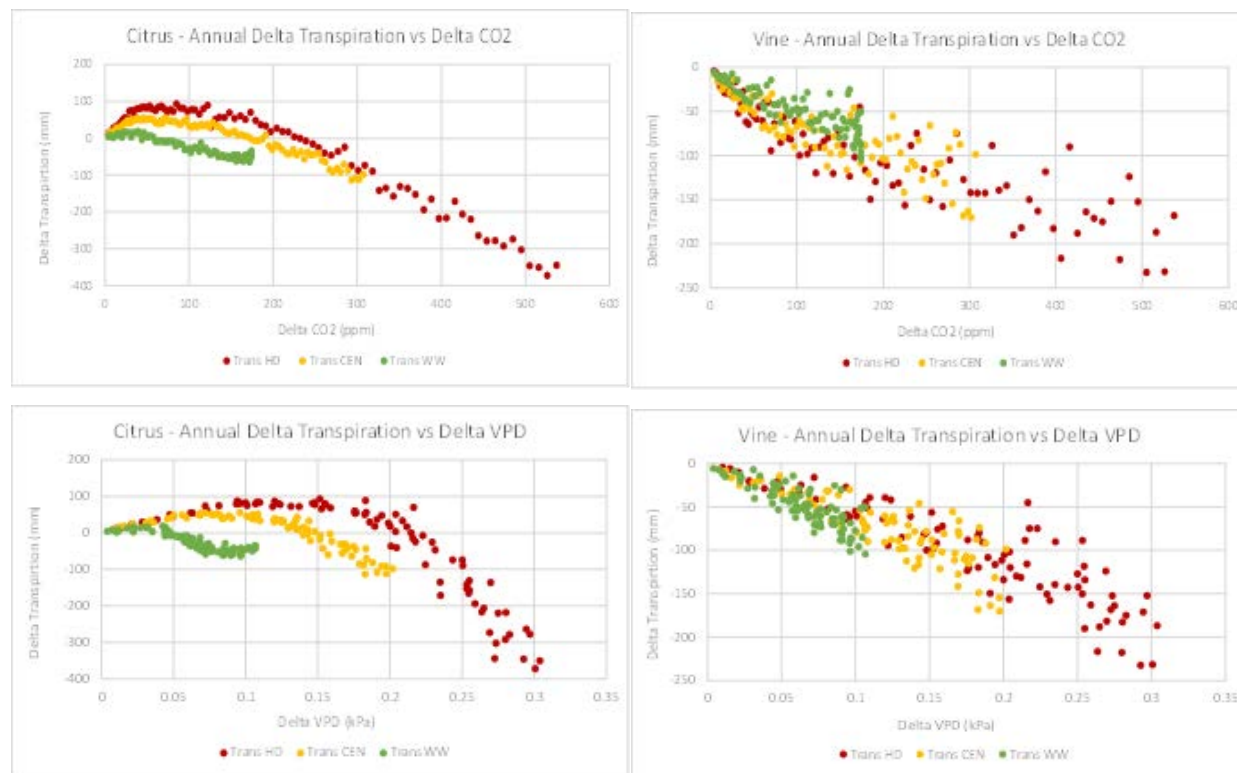 Citrus - Annual Delta Transpiration vs Delta CO2
200
100
0
-100
-200
-300
-400
0 100 200 300 400 500 600
Delta Transpirtion (mm)
Delta CO2 (ppm)
Trans HD Trans CEN Trans WW
Vine - Annual Delta Transpiration vs Delta CO2
0
-50
-100
-150
-200
-250
0 100 200 300 400 500 600
Delta Transpirtion (mm)
Delta CO2 (ppm)
Trans HD Trans CEN Trans WW
Citrus - Annual Delta Transpiration vs Delta VPD
200
100
0
-100
-200
-300
-400
0 0.05 0.1 0.15 0.2 0.25 0.3 0.35
Delta Transpirtion (mm)
Delta VPD (kPa)
Trans HD Trans CEN Trans WW
Vine - Annual Delta Transpiration vs Delta VPD
0
-50
-100
-150
-200
-250
0 0.05 0.1 0.15 0.2 0.25 0.3 0.35
Delta Transpirtion (mm)
Delta VPD (kPa)
Trans HD Trans CEN Trans WW